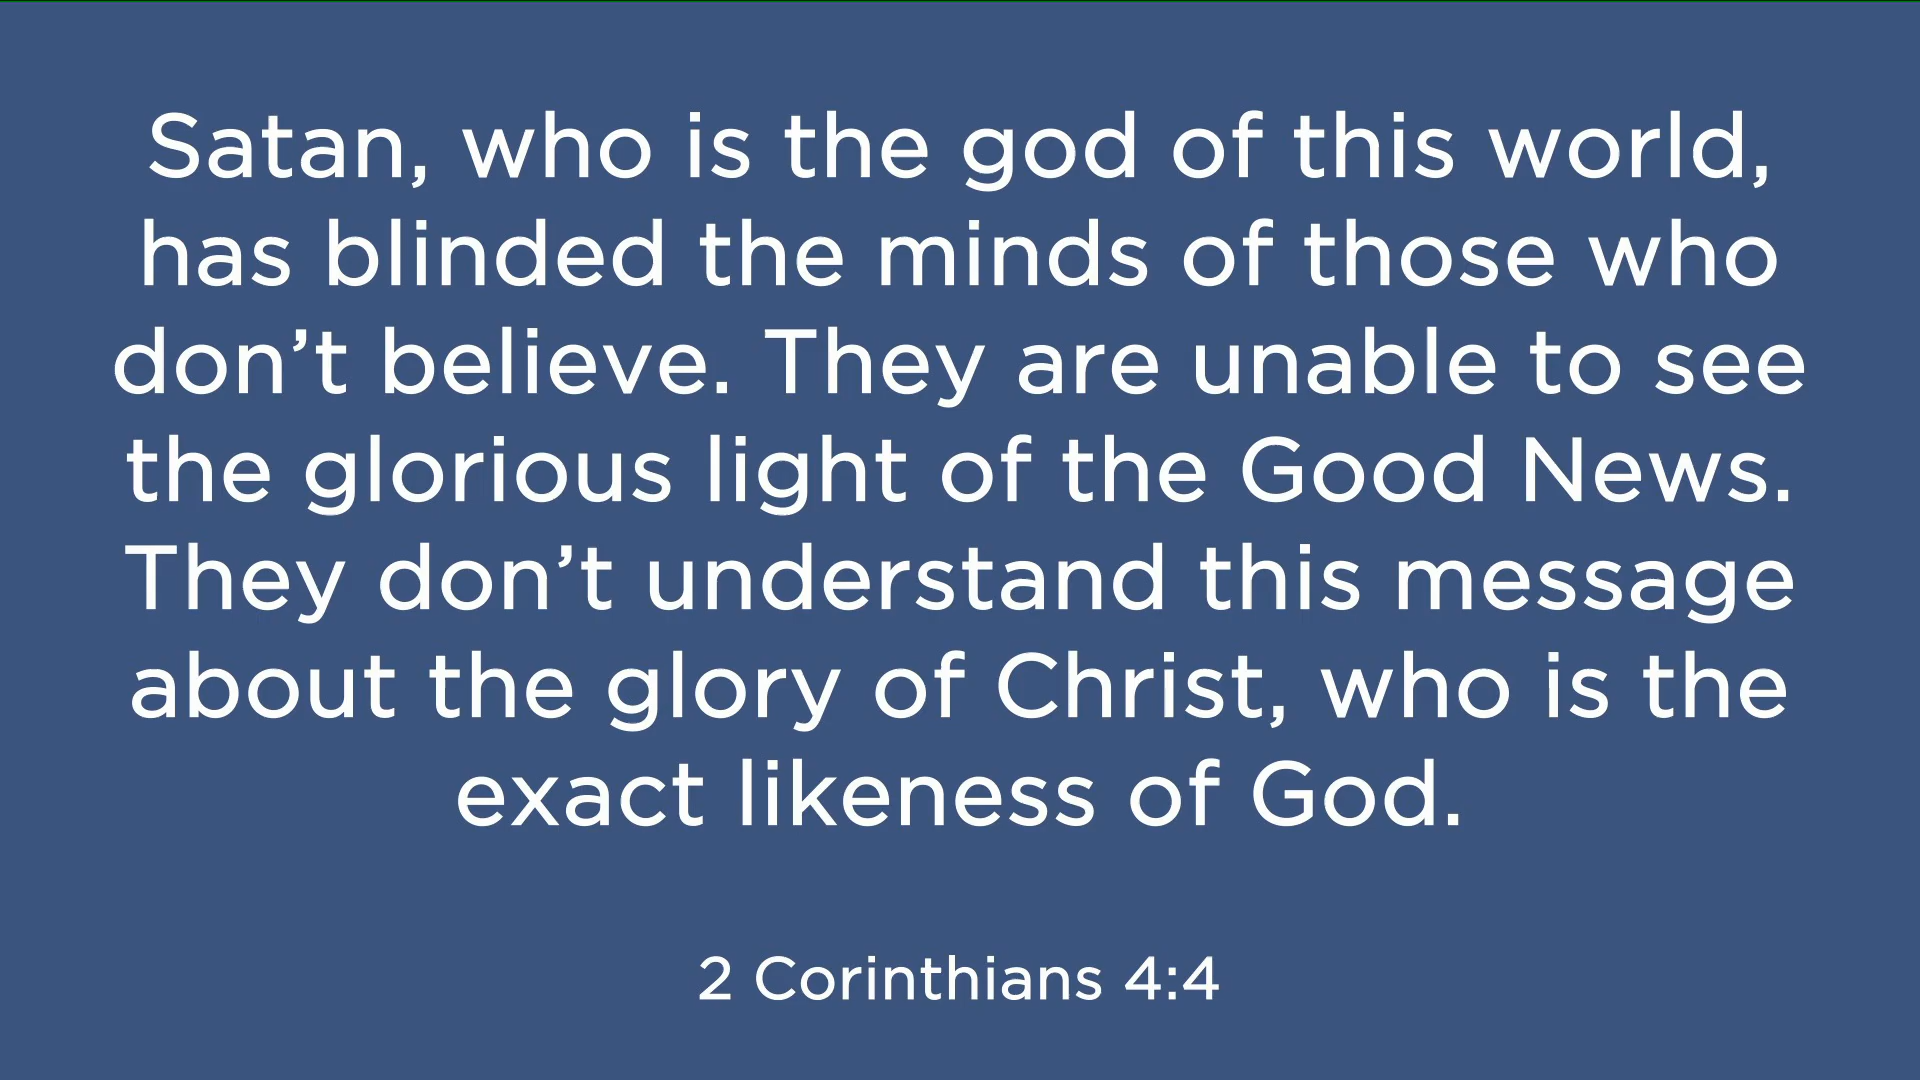 Satan, who is the god of this world,
has blinded the minds of those who
don’t believe. They are unable to see
the glorious light of the Good News.
They don’t understand this message
about the glory of Christ, who is the
exact likeness of God.
2 Corinthians 4:4